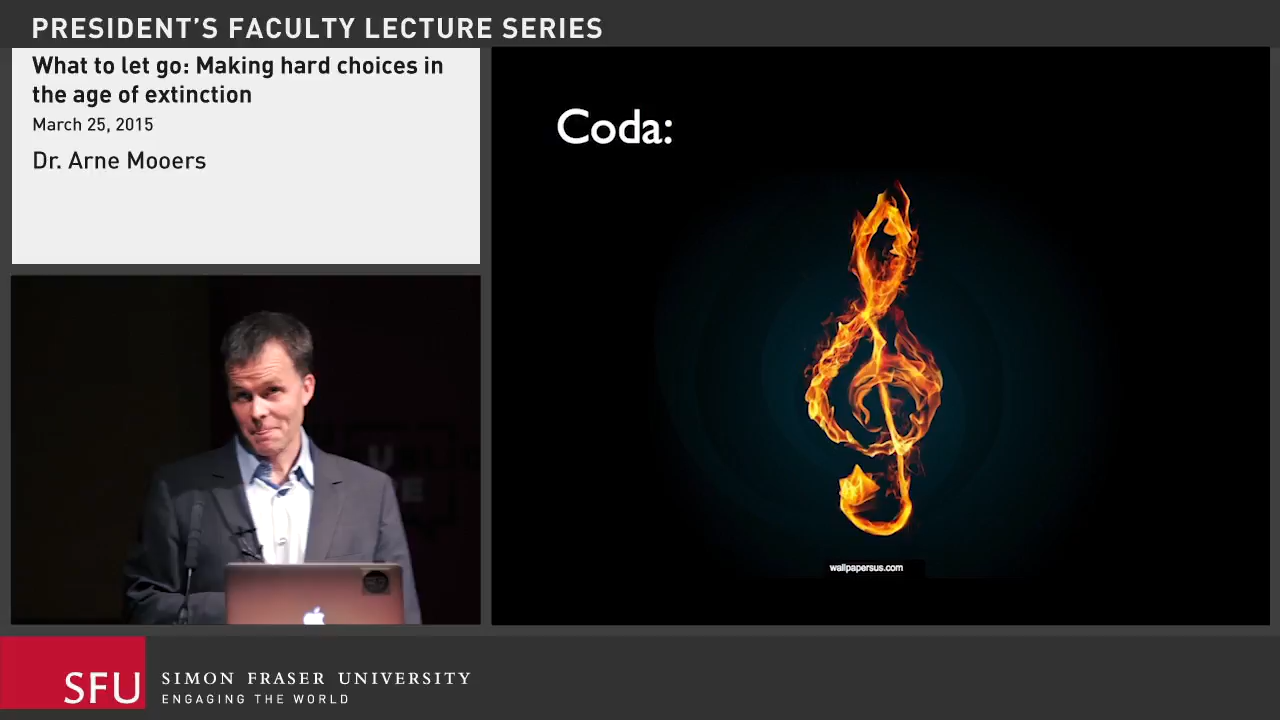 PRESIDENT'S FACULTY LECTURE SERIES
What to let go: Making hard choices in
the age of extinction
March 25, 2015
Dr. Arne Mooers
Coda:
wallpapersus.com
SFU
SIMON FRASER UNIVERSITY
ENGAGING THE WORLD